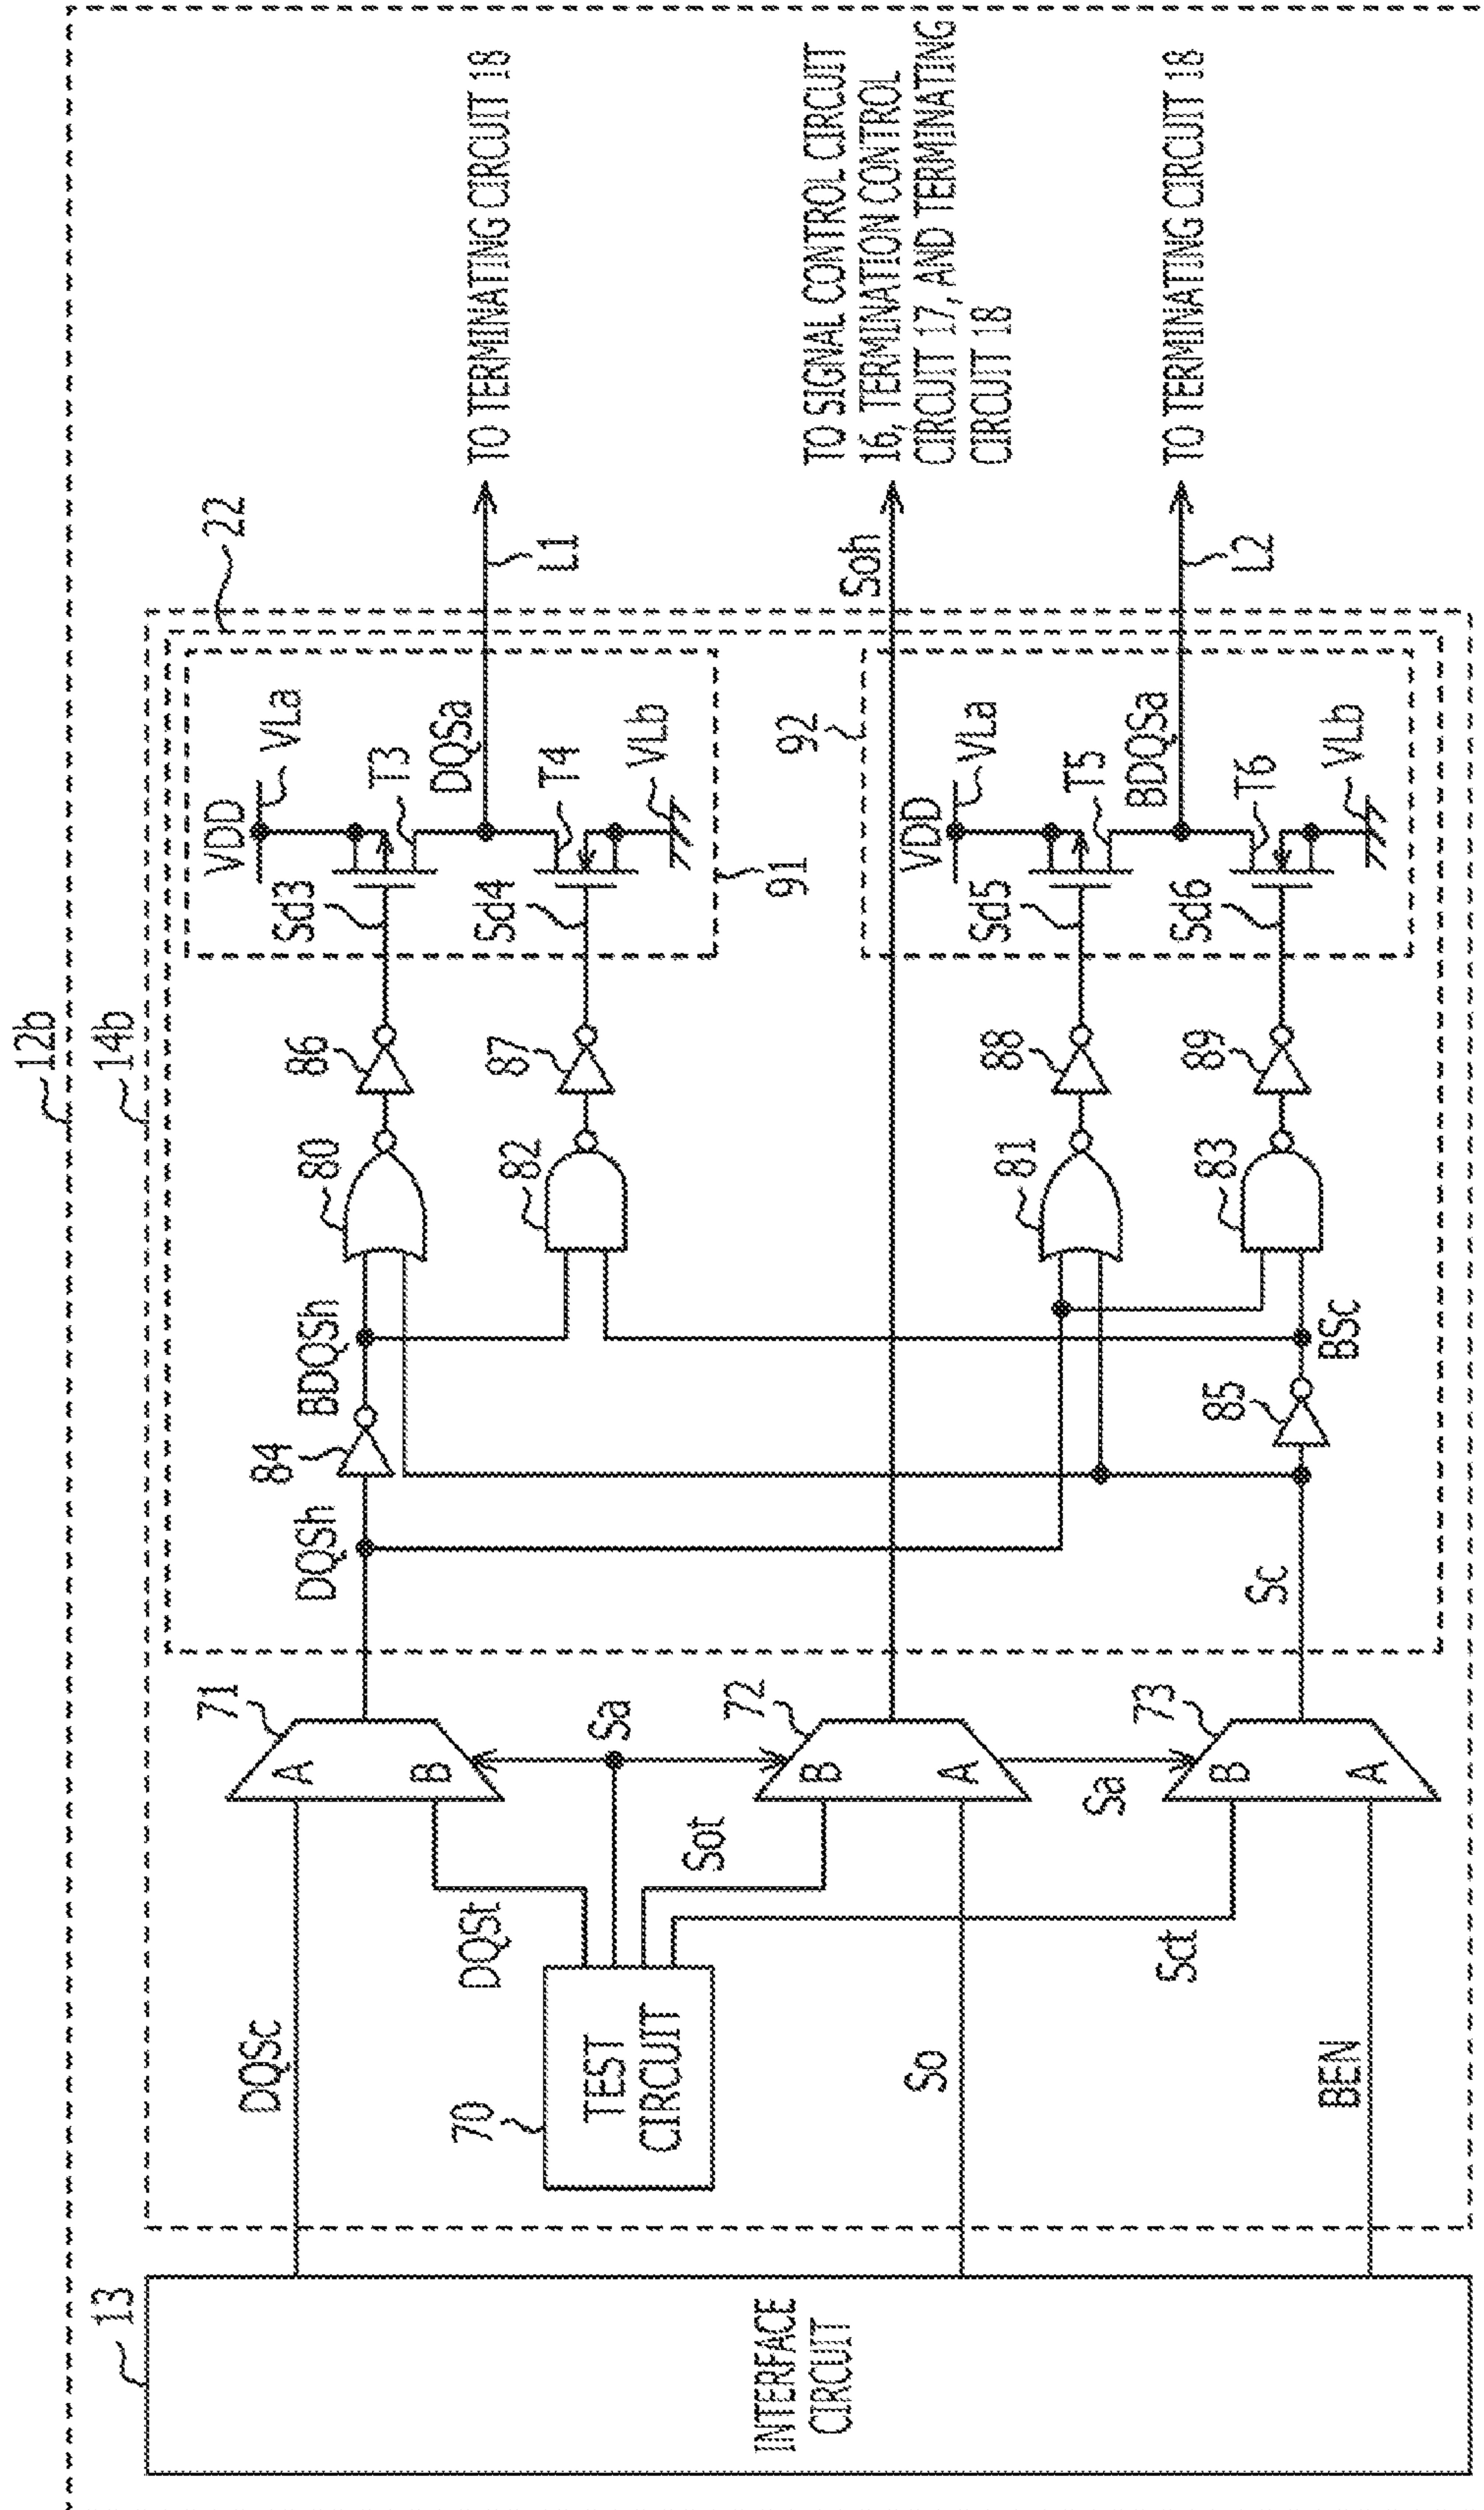 12b
14b
13
INTERFACE
CIRCUIT
DQSc
So
BEN
70
TEST
CIRCUIT
DQSt
Sot
Sct
Sa
Sa
71
A
B
72
B
A
73
B
A
22
DQSh
84
BDQSh
Sc
85
BSc
80
82
81
83
86
87
88
89
91
VDD
VLa
Sd3
T3
DQSa
Sd4
T4
VLb
92
VDD
VLa
Sd5
T5
BDQSa
Sd6
T6
VLb
L1
TO TERMINATING CIRCUIT 18
Soh
TO SIGNAL CONTROL CIRCUIT
16, TERMINATION CONTROL
CIRCUIT 17, AND TERMINATING
CIRCUIT 18
L2
TO TERMINATING CIRCUIT 18